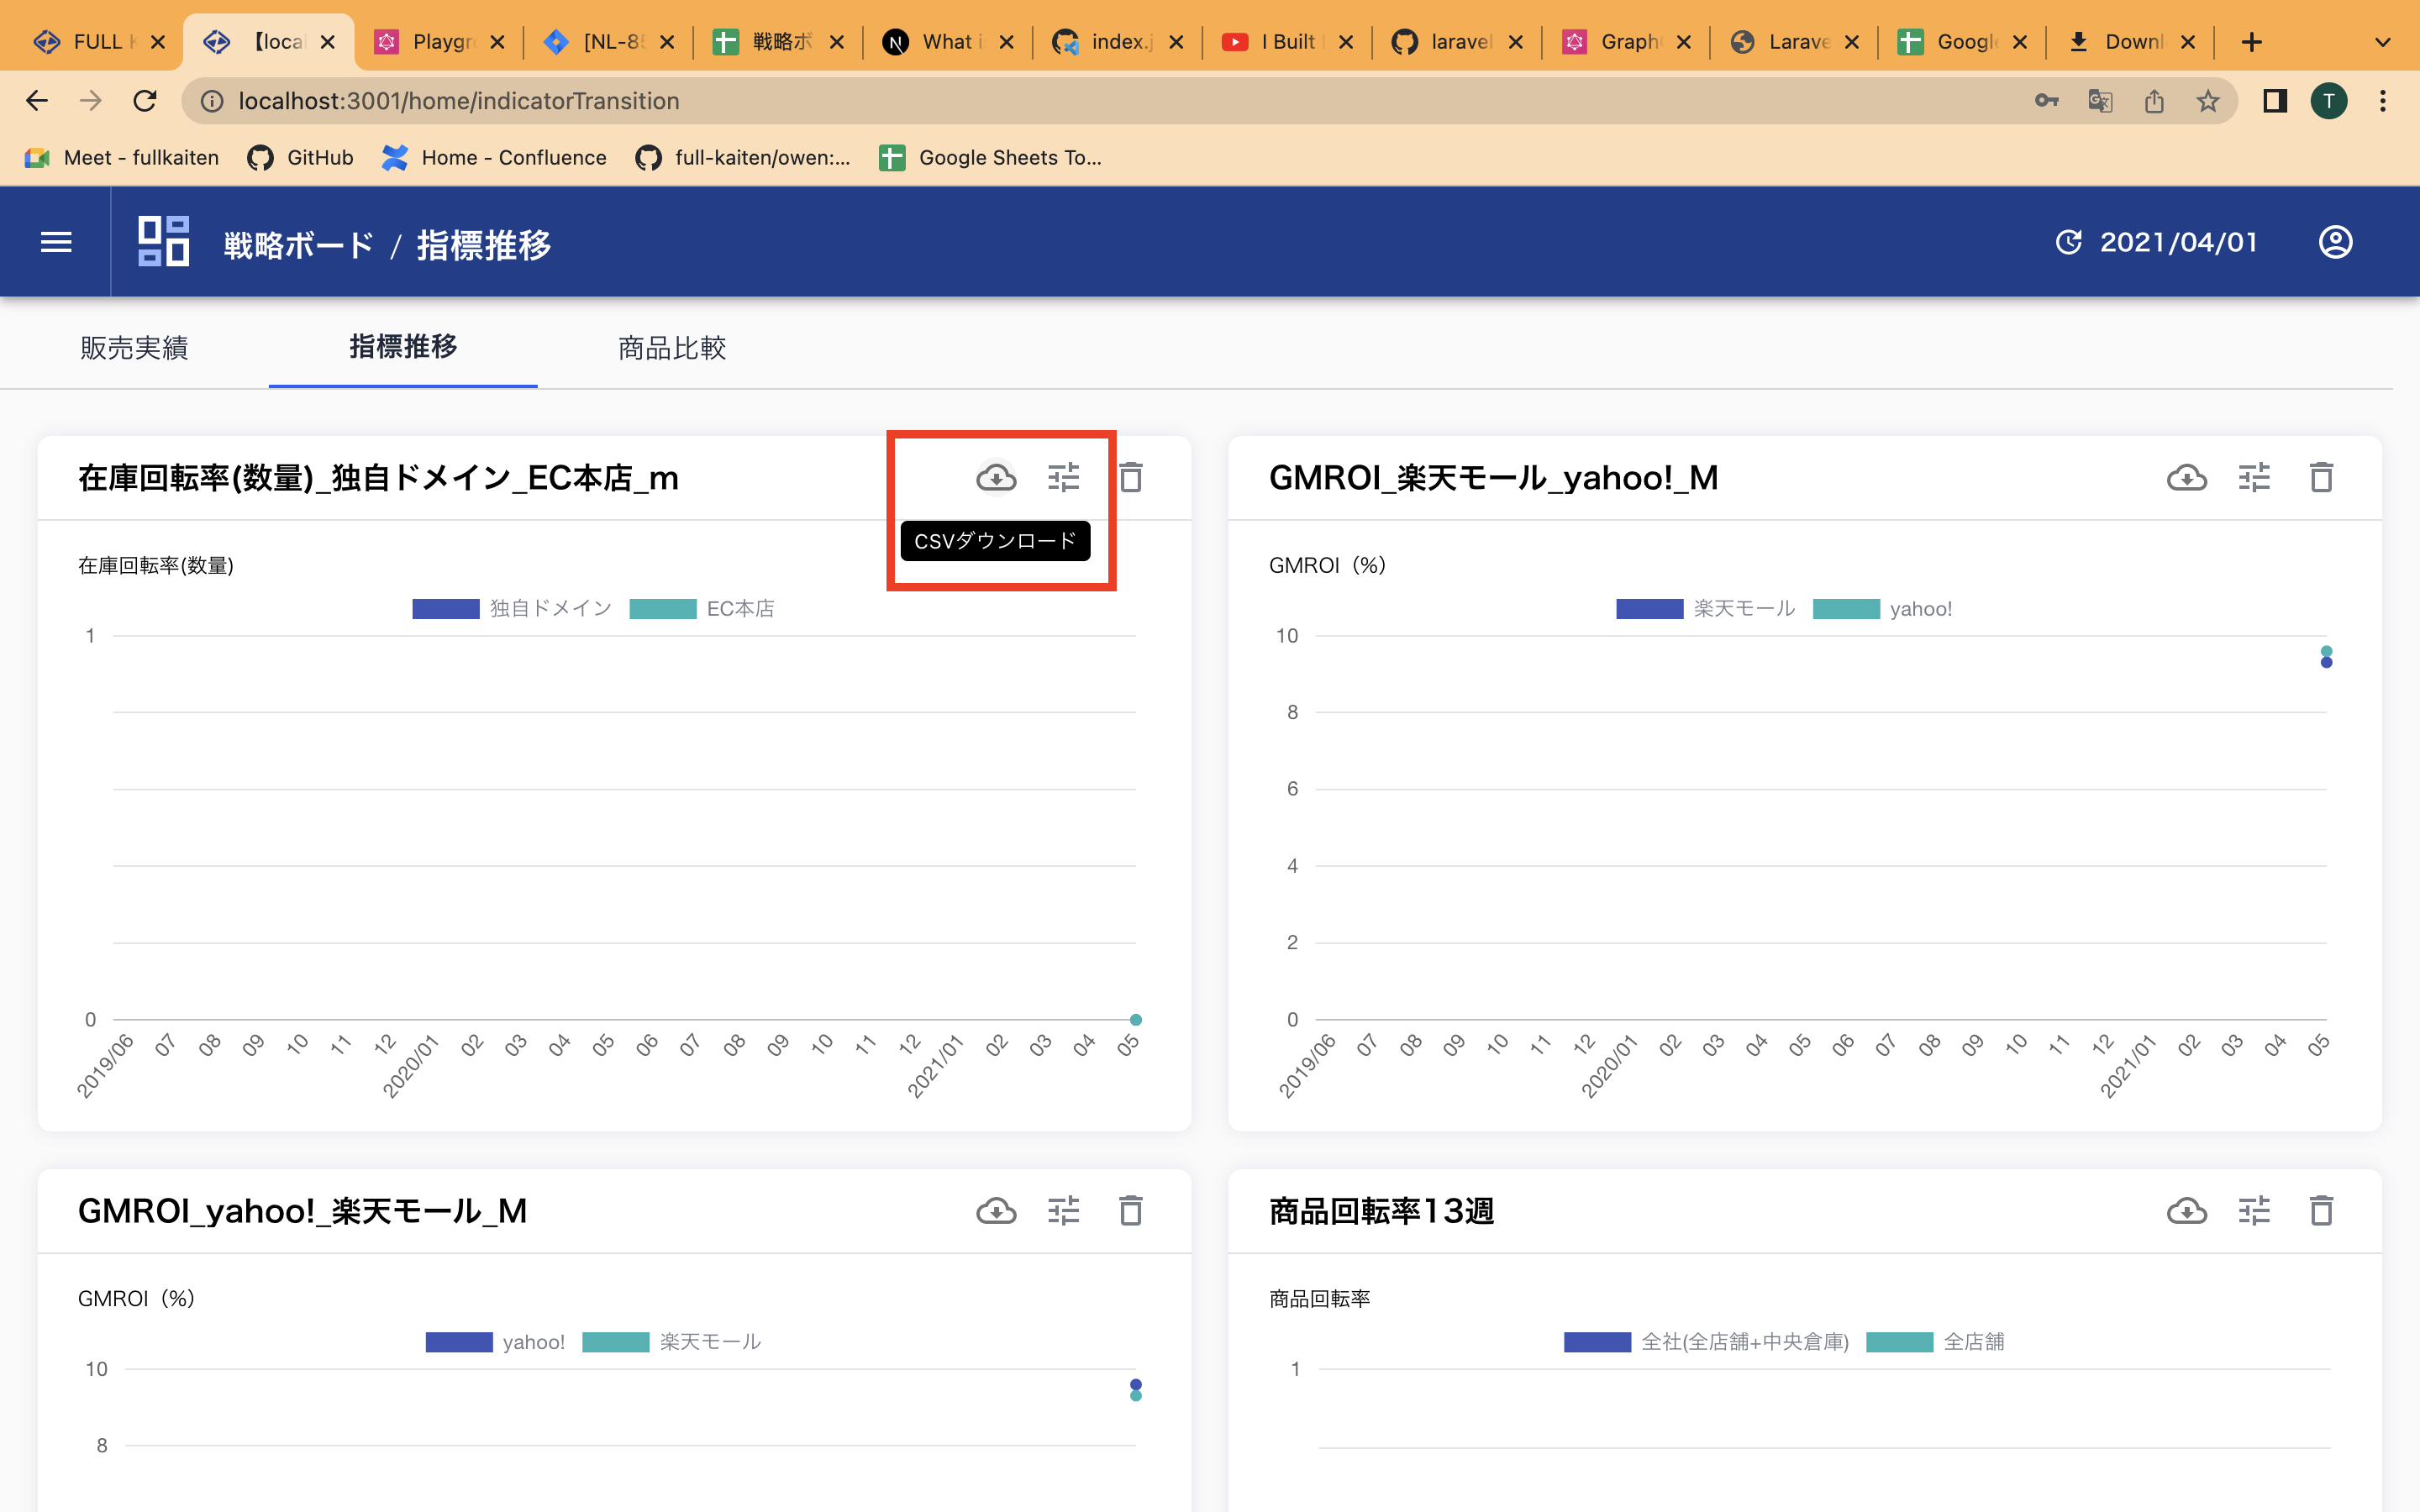 FULL K
【loca
Playgr
[NL-85
戦略ボ
What i
index.j
I Built
laravel
Graph
Larave
Google
Downl
localhost:3001/home/indicatorTransition
T
Meet - fullkaiten
GitHub
Home - Confluence
full-kaiten/owen:...
Google Sheets To...
戦略ボード / 指標推移
2021/04/01
販売実績
指標推移
商品比較
在庫回転率(数量)_独自ドメイン_EC本店_m
CSVダウンロード
在庫回転率(数量)
独自ドメイン
EC本店
1
0
2019/06 07 08 09 10 11 12 2020/01 02 03 04 05 06 07 08 09 10 11 12 2021/01 02 03 04 05
GMROI_楽天モール_yahoo!_M
GMROI（%）
楽天モール
yahoo!
10
8
6
4
2
0
2019/06 07 08 09 10 11 12 2020/01 02 03 04 05 06 07 08 09 10 11 12 2021/01 02 03 04 05
GMROI_yahoo!_楽天モール_M
GMROI（%）
yahoo!
楽天モール
10
8
商品回転率13週
商品回転率
全社(全店舗+中央倉庫)
全店舗
1